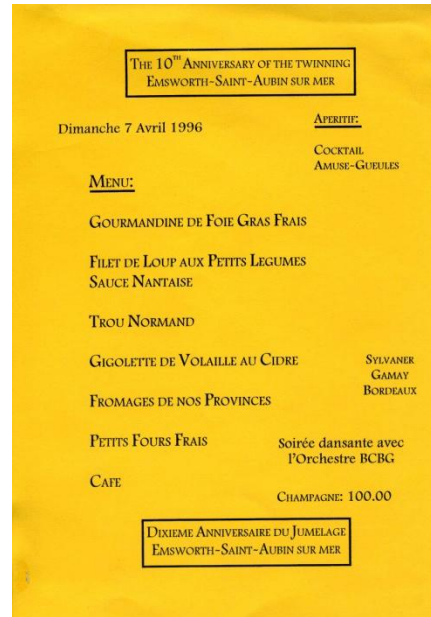 THE 10TH ANNIVERSARY OF THE TWINNING
EMSWORTH-SAINT-AUBIN SUR MER
Dimanche 7 Avril 1996
APERITIF:
COCKTAIL
AMUSE-GUEULES
MENU:
GOURMANDINE DE FOIE GRAS FRAIS
FILET DE LOUP AUX PETITS LEGUMES
SAUCE NANTAISE
TROU NORMAND
GIGOLETTE DE VOLAILLE AU CIDRE
SYLVANER
GAMAY
BORDEAUX
FROMAGES DE NOS PROVINCES
PETITS FOURS FRAIS
Soirée dansante avec
l'Orchestre BCBG
CAFE
CHAMPAGNE: 100.00
DIXIEME ANNIVERSAIRE DU JUMELAGE
EMSWORTH-SAINT-AUBIN SUR MER